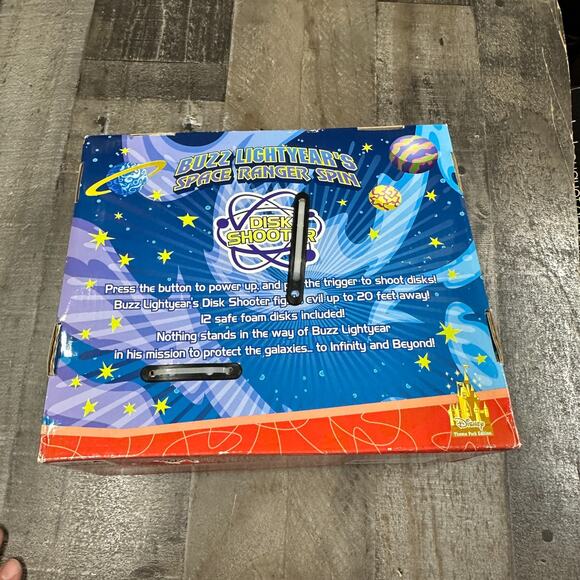 BUZZ LIGHTYEAR'S
SPACE RANGER SPIN
DISK
SHOOTER
Press the button to power up, and the trigger to shoot disks!
Buzz Lightyear's Disk Shooter evil up to 20 feet away!
12 safe foam disks included!
Nothing stands in the way of Buzz Lightyear
in his mission to protect the galaxies... to Infinity and Beyond!
Disney
Theme Park Edition